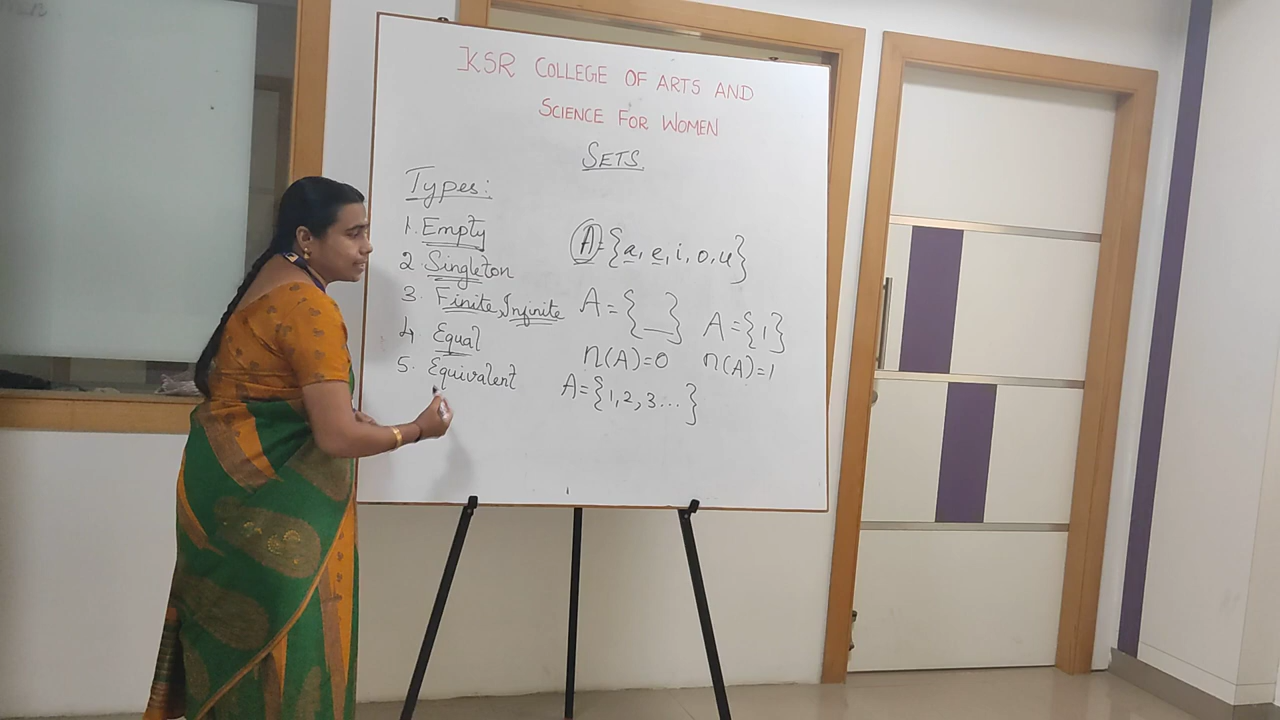 KSR COLLEGE OF ARTS AND
SCIENCE FOR WOMEN
SETS.
Types:
1. Empty
2. Singleton
3. Finite, Infinite
4 Equal
5. Equivalent
A={a, e, i, o, u}
A={__} A={1}
n(A)=0 n(A)=1
A={1, 2, 3...}